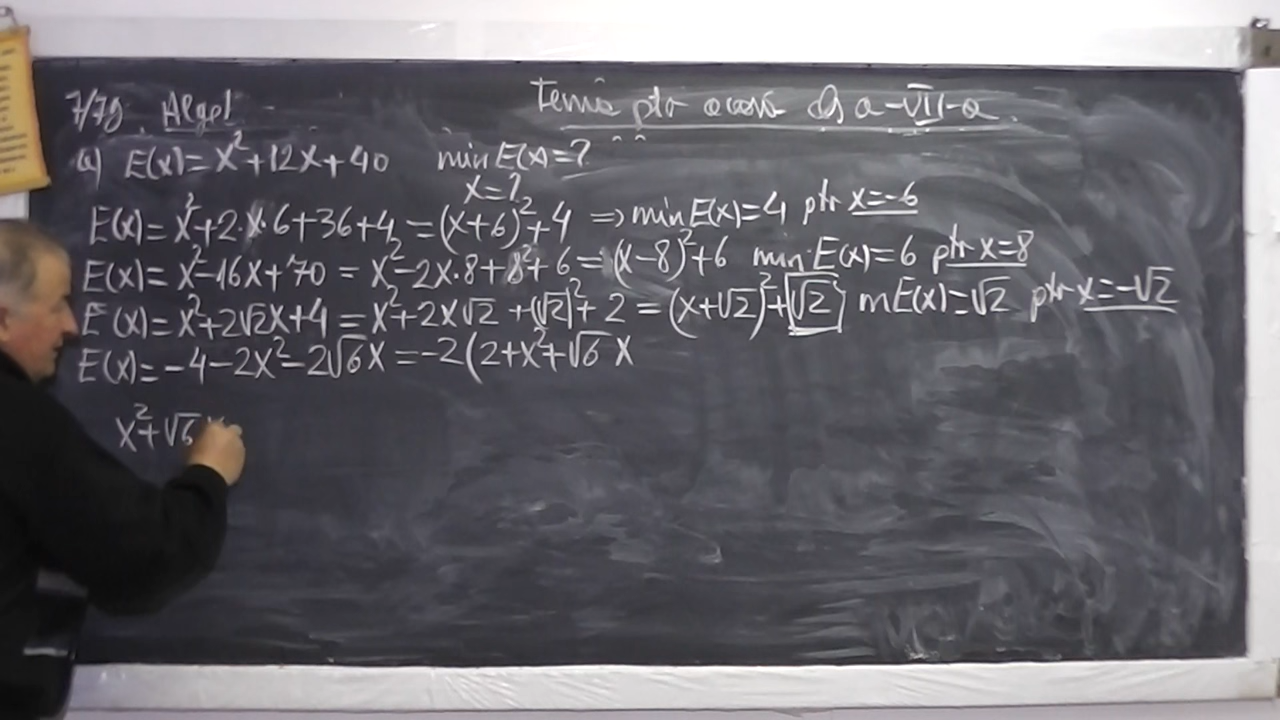 7/79. Algel
Temă ptr acasă cls a-VII-a.
a) E(x)=x²+12x+40 min E(x)=?
x=?
E(x)=x²+2·x·6+36+4=(x+6)²+4 ⇒ min E(x)=4 ptr x=-6
E(x)=x²-16x+70=x²-2x·8+8²+6=(x-8)²+6 min E(x)=6 ptr x=8
E(x)=x²+2√2x+4=x²+2x√2+(√2)²+2=(x+√2)²+√2 mE(x)=√2 ptr x=-√2
E(x)=-4-2x²-2√6x=-2(2+x²+√6x
x²+√6